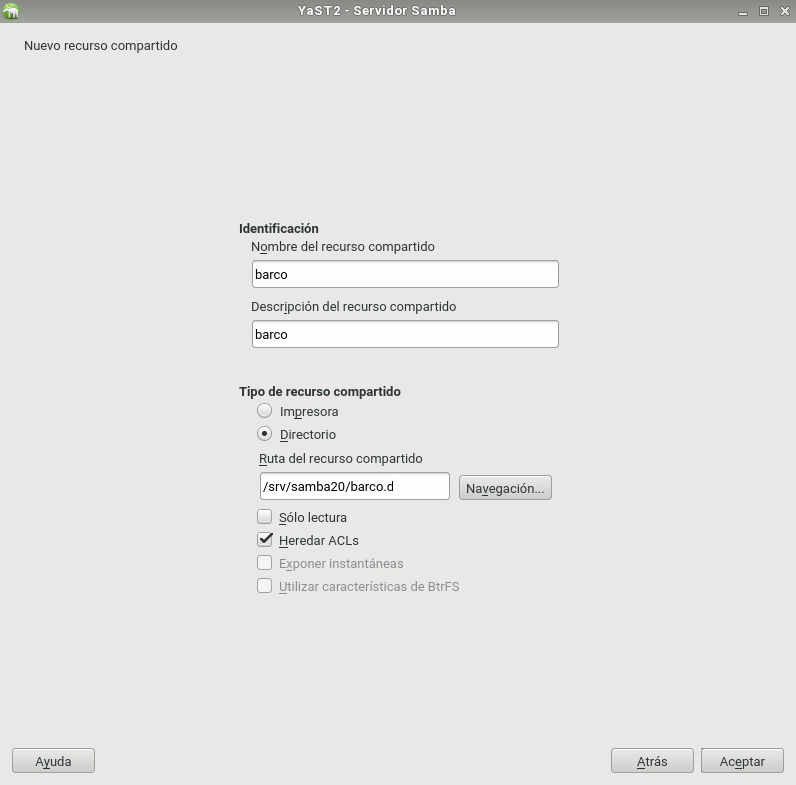 YaST2 - Servidor Samba
Nuevo recurso compartido
Identificación
Nombre del recurso compartido
barco
Descripción del recurso compartido
barco
Tipo de recurso compartido
Impresora
Directorio
Ruta del recurso compartido
/srv/samba20/barco.d Navegación...
Sólo lectura
Heredar ACLs
Exponer instantáneas
Utilizar características de BtrFS
Ayuda Atrás Aceptar